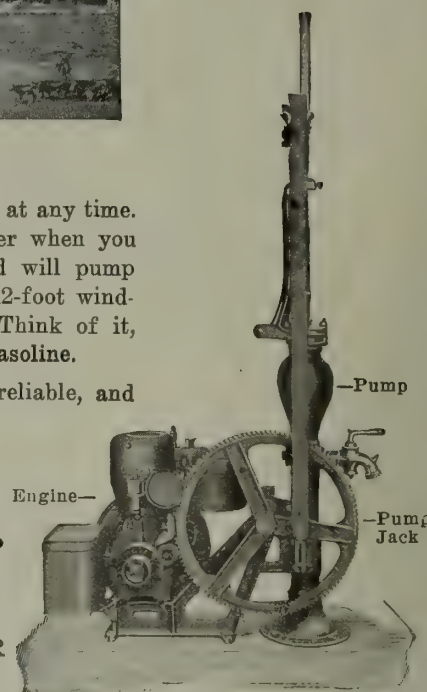 at any time.
er when you
d will pump
2-foot wind-
Think of it,
asoline.
reliable, and
—Pump
Engine—
—Pump
Jack
R